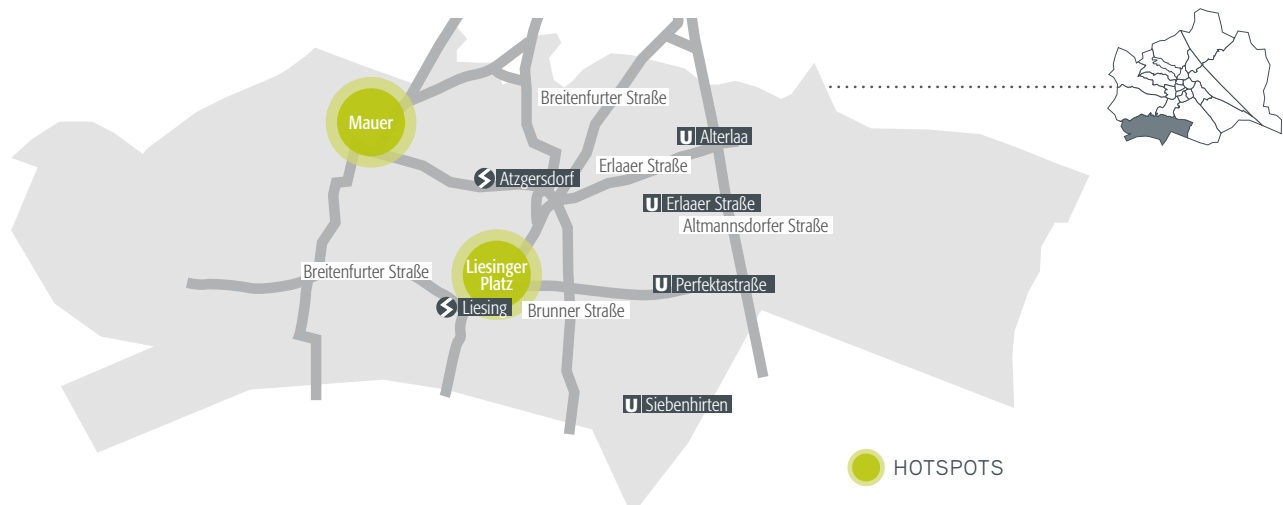 Breitenfurter Straße
Mauer
U Alterlaa
Erlaaer Straße
S Atzgersdorf
U Erlaaer Straße
Altmannsdorfer Straße
Liesinger
Platz
Breitenfurter Straße
U Perfektastraße
S Liesing
Brunner Straße
U Siebenhirten
HOTSPOTS